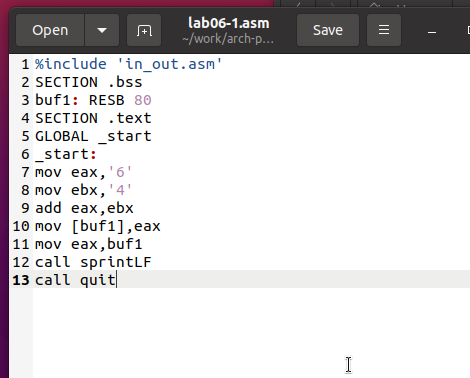 Open
lab06-1.asm
~/work/arch-p...
Save
1 %include 'in_out.asm'
2 SECTION .bss
3 buf1: RESB 80
4 SECTION .text
5 GLOBAL _start
6 _start:
7 mov eax,'6'
8 mov ebx,'4'
9 add eax,ebx
10 mov [buf1],eax
11 mov eax,buf1
12 call sprintLF
13 call quit